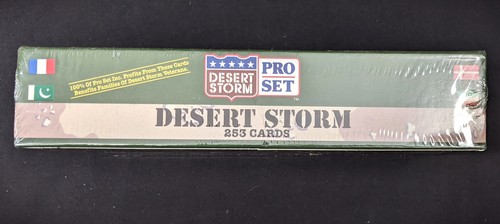 100% Of Pro Set Inc. Profits From These Cards
Benefits Families Of Desert Storm Veterans.
DESERT
STORM
PRO
SET
DESERT STORM
253 CARDS